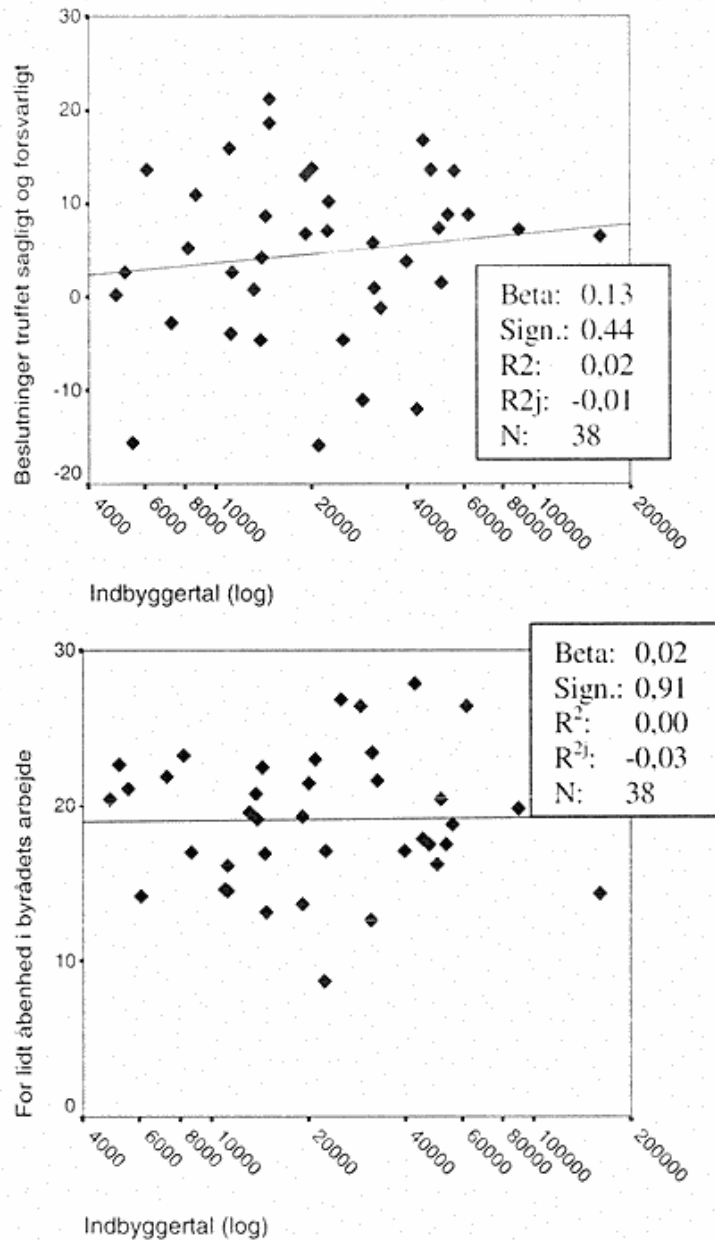 Beslutninger truffet sagligt og forsvarligt
30
20
10
0
-10
-20
Beta: 0,13
Sign.: 0,44
R2: 0,02
R2j: -0,01
N: 38
4000 6000 8000 10000 20000 40000 60000 80000 100000 200000
Indbyggertal (log)
For lidt åbenhed i byrådets arbejde
30
20
10
0
Beta: 0,02
Sign.: 0,91
R²: 0,00
R²ʲ: -0,03
N: 38
4000 6000 8000 10000 20000 40000 60000 80000 100000 200000
Indbyggertal (log)